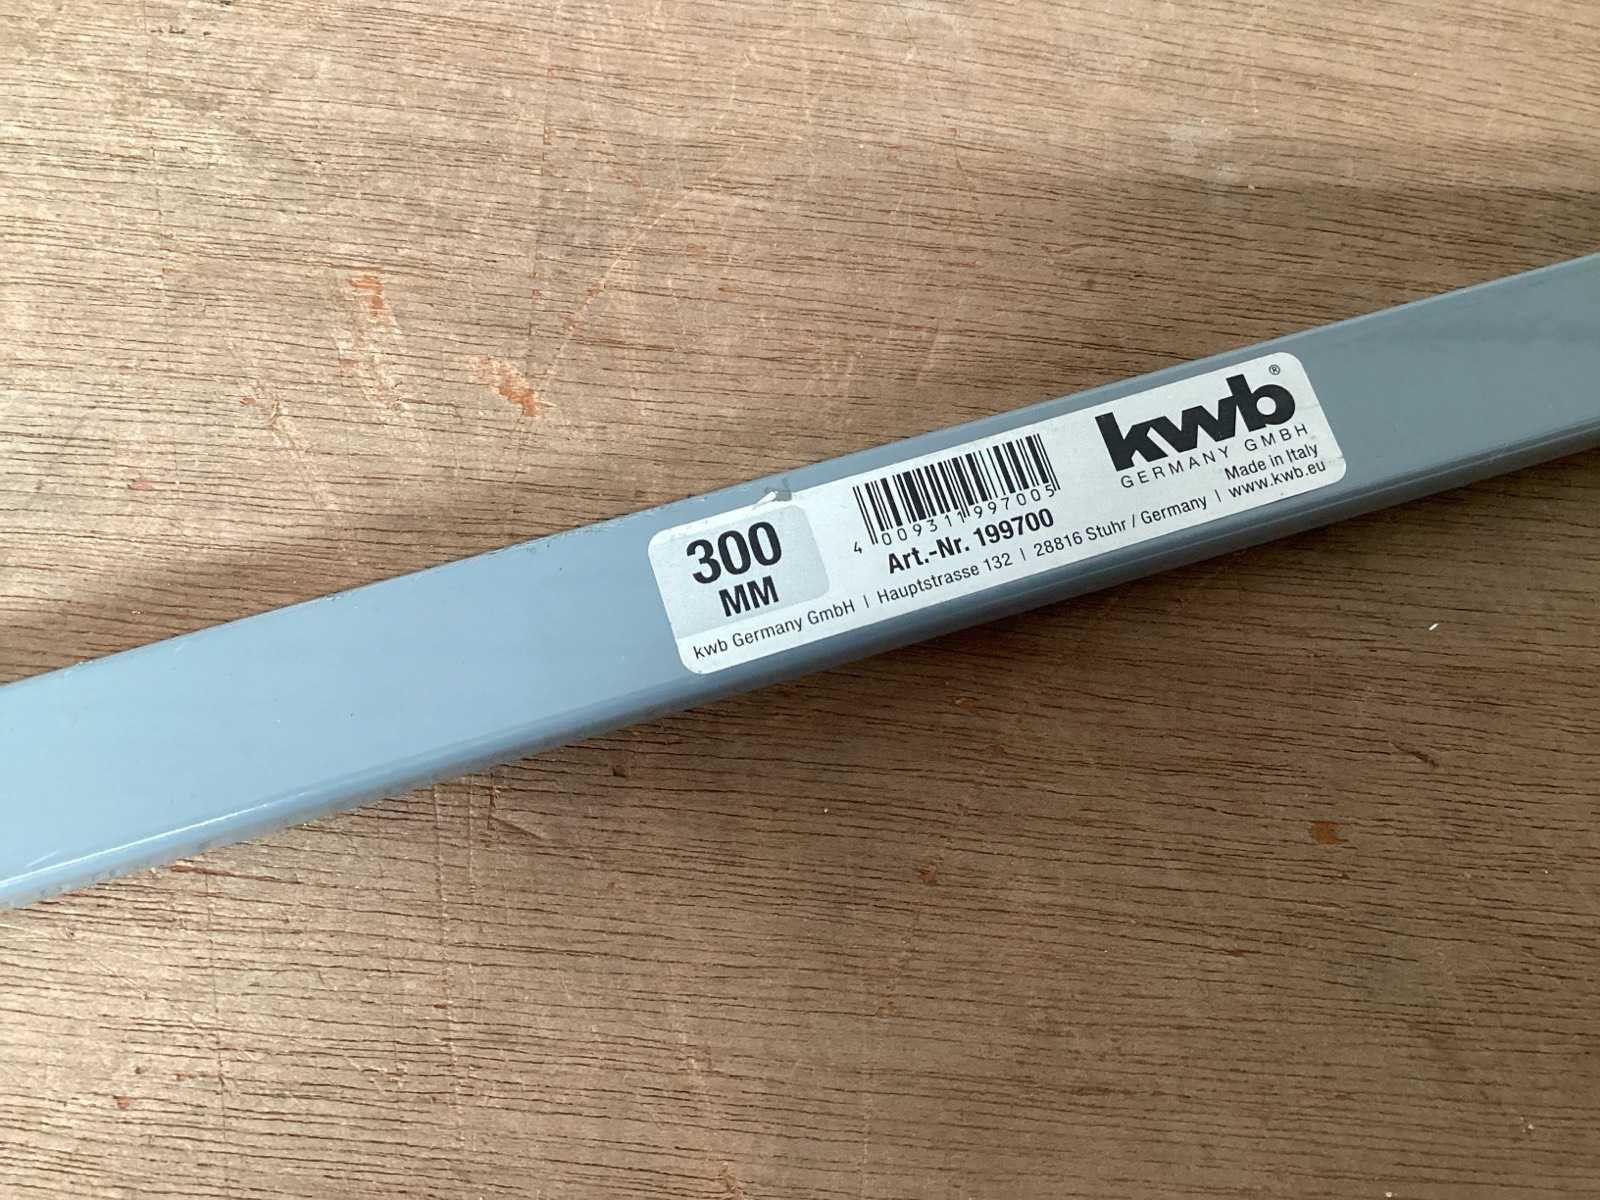 300
MM
4 009311 997005
Art.-Nr. 199700
kwb®
GERMANY GMBH
Made in Italy
kwb Germany GmbH | Hauptstrasse 132 | 28816 Stuhr / Germany | www.kwb.eu